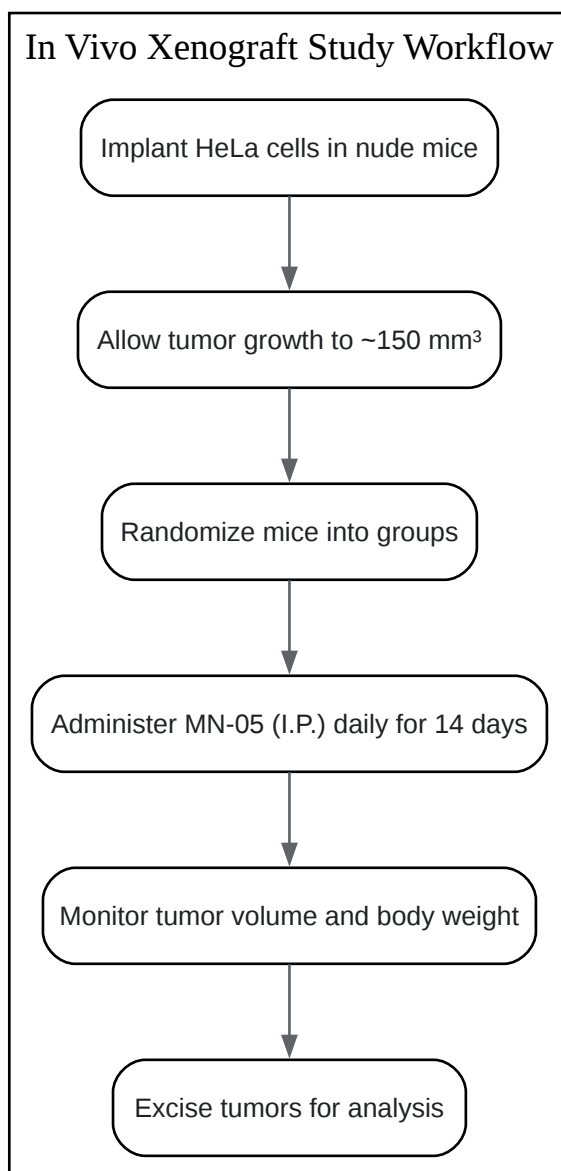 In Vivo Xenograft Study Workflow
Implant HeLa cells in nude mice
Allow tumor growth to ~150 mm³
Randomize mice into groups
Administer MN-05 (I.P.) daily for 14 days
Monitor tumor volume and body weight
Excise tumors for analysis